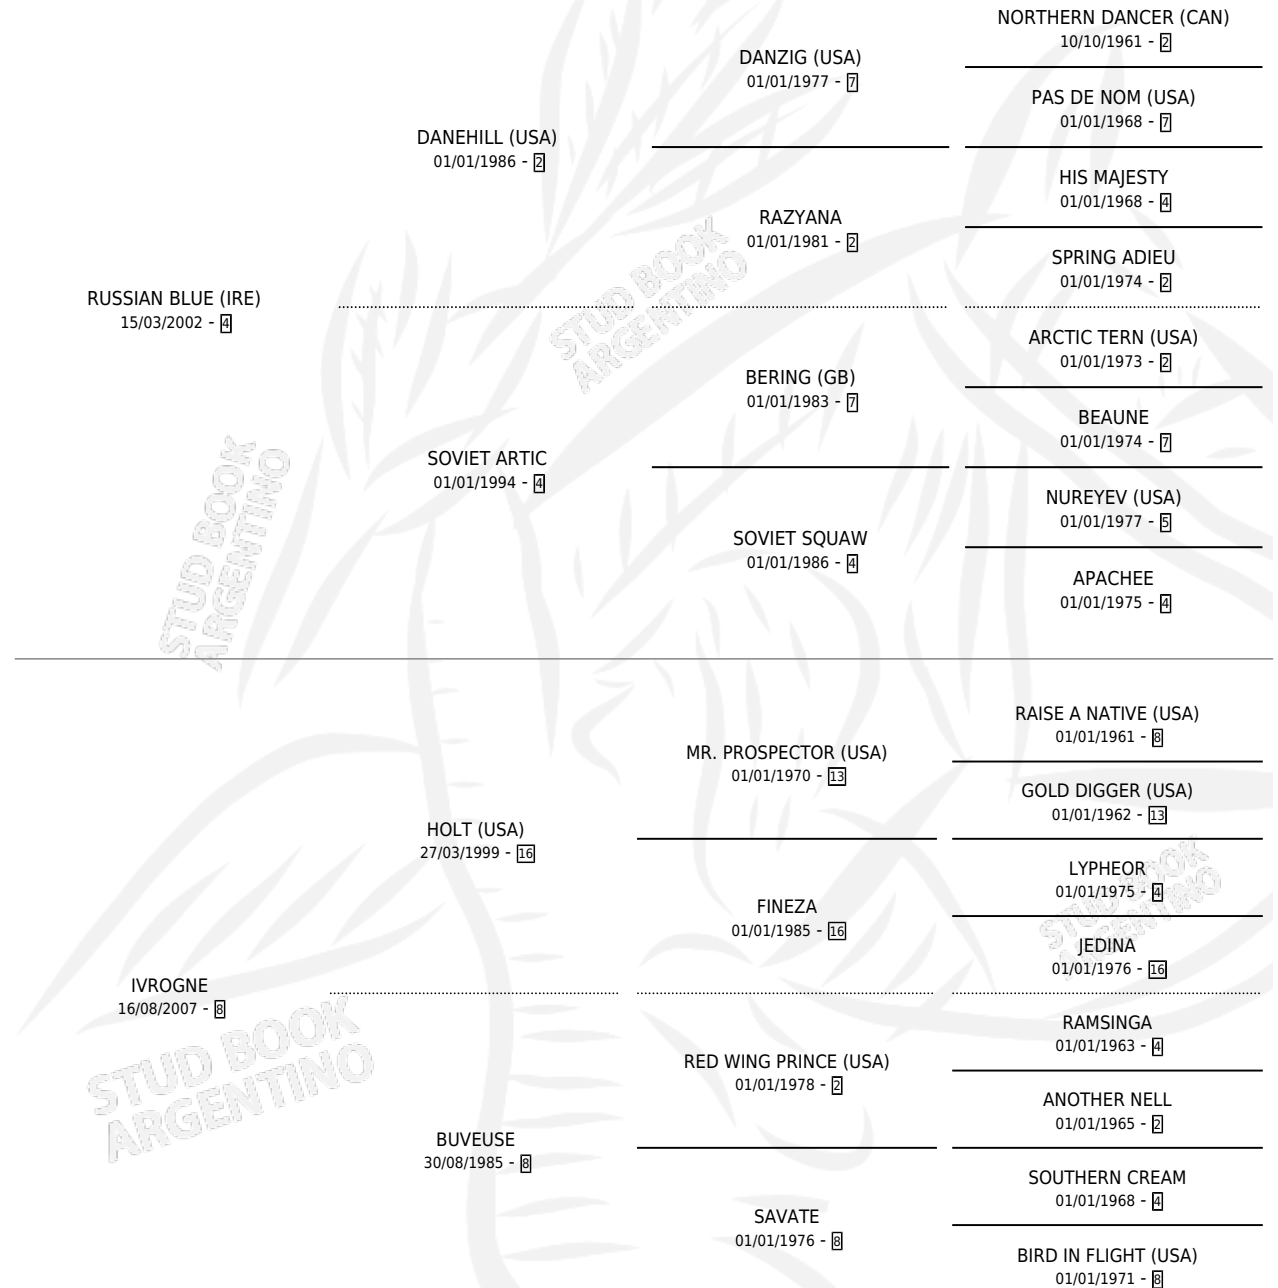 NORTHERN DANCER (CAN)
10/10/1961 - 2
DANZIG (USA)
01/01/1977 - 7
PAS DE NOM (USA)
01/01/1968 - 7
DANEHILL (USA)
01/01/1986 - 2
HIS MAJESTY
01/01/1968 - 4
RAZYANA
01/01/1981 - 2
SPRING ADIEU
01/01/1974 - 2
RUSSIAN BLUE (IRE)
15/03/2002 - 4
ARCTIC TERN (USA)
01/01/1973 - 2
BERING (GB)
01/01/1983 - 7
BEAUNE
01/01/1974 - 7
SOVIET ARTIC
01/01/1994 - 4
NUREYEV (USA)
01/01/1977 - 5
SOVIET SQUAW
01/01/1986 - 4
APACHEE
01/01/1975 - 4
STUD BOOK
ARGENTINO
STUD BOOK
ARGENTINO
RAISE A NATIVE (USA)
01/01/1961 - 8
MR. PROSPECTOR (USA)
01/01/1970 - 13
GOLD DIGGER (USA)
01/01/1962 - 13
HOLT (USA)
27/03/1999 - 16
LYPHEOR
01/01/1975 - 4
FINEZA
01/01/1985 - 16
JEDINA
01/01/1976 - 16
STUD BOOK
ARGENTINO
IVROGNE
16/08/2007 - 8
RAMSINGA
01/01/1963 - 4
RED WING PRINCE (USA)
01/01/1978 - 2
ANOTHER NELL
01/01/1965 - 2
STUD BOOK
ARGENTINO
BUVEUSE
30/08/1985 - 8
SOUTHERN CREAM
01/01/1968 - 4
SAVATE
01/01/1976 - 8
BIRD IN FLIGHT (USA)
01/01/1971 - 8